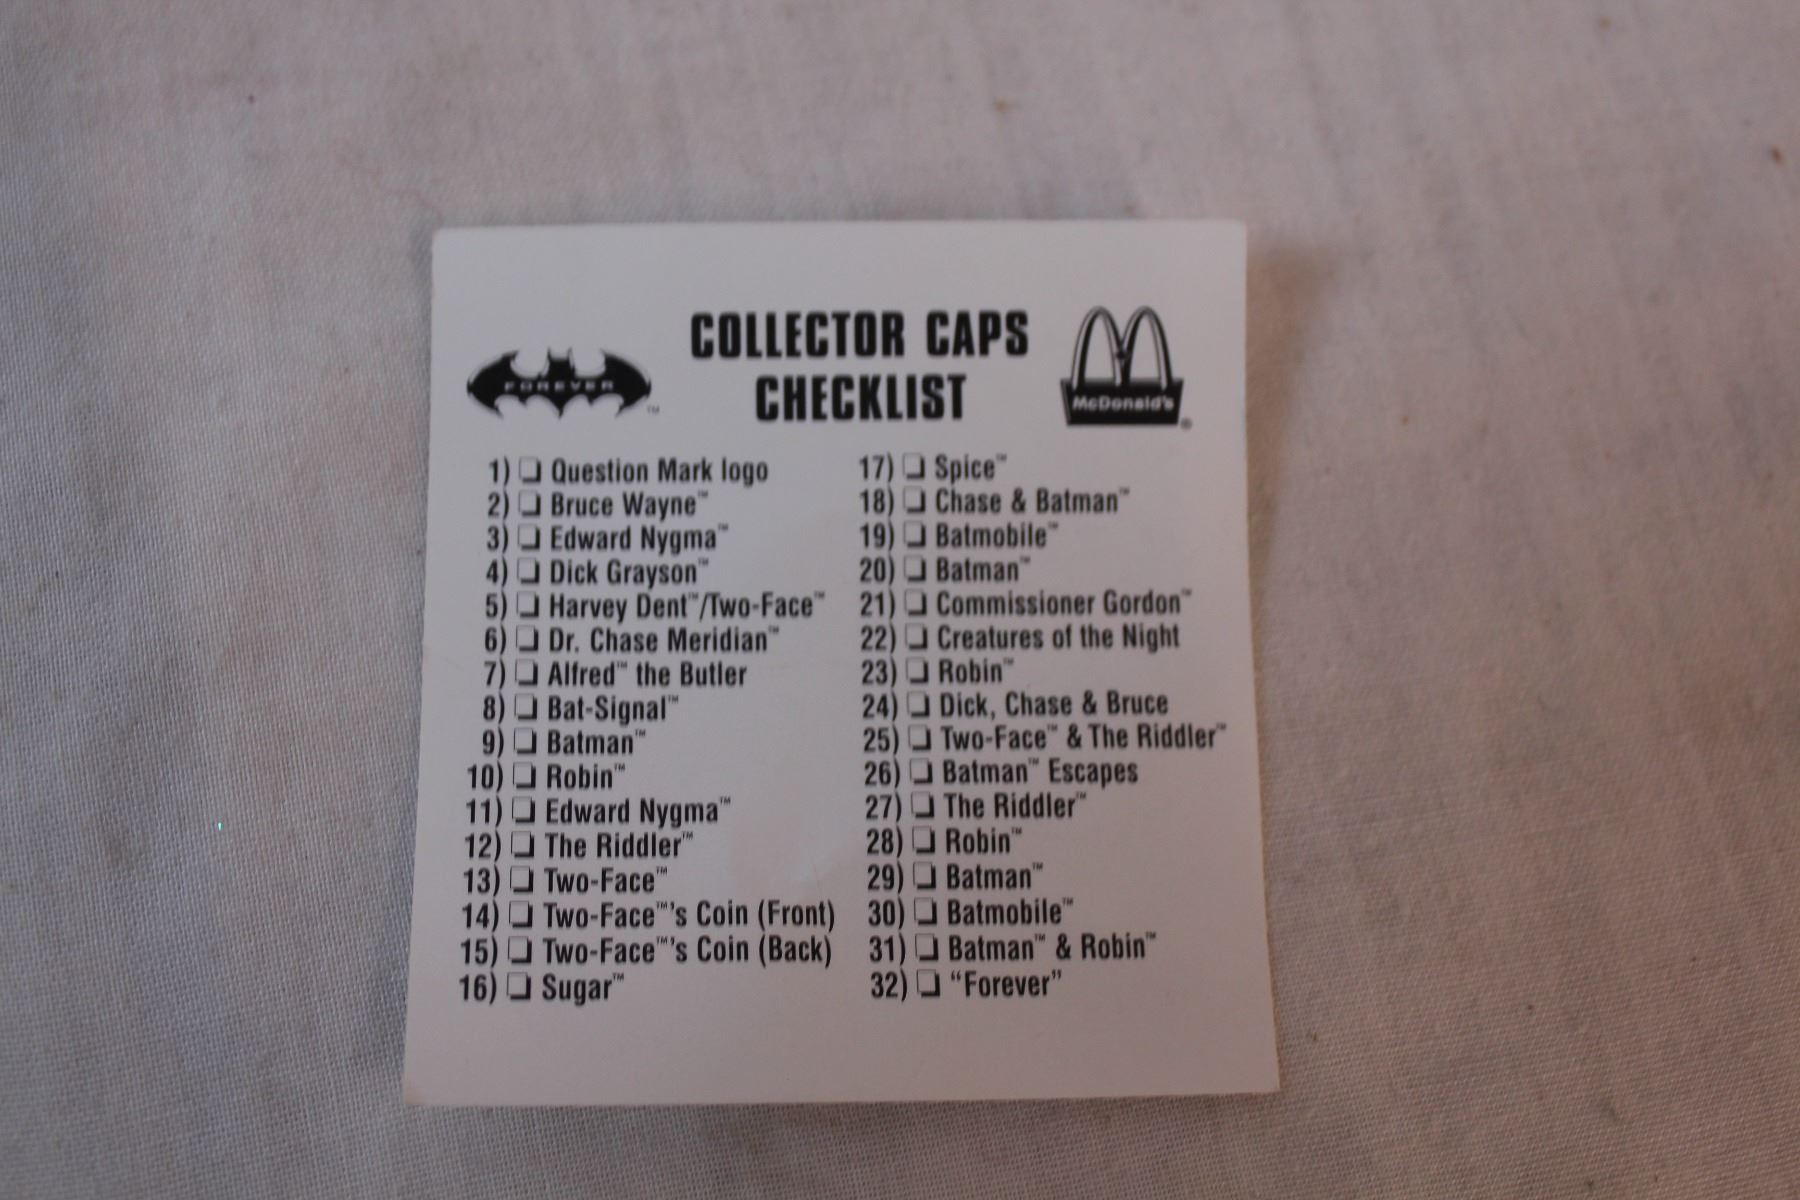 COLLECTOR CAPS
CHECKLIST
FOREVER™
McDonald's®
1) ❏ Question Mark logo
2) ❏ Bruce Wayne™
3) ❏ Edward Nygma™
4) ❏ Dick Grayson™
5) ❏ Harvey Dent™/Two-Face™
6) ❏ Dr. Chase Meridian™
7) ❏ Alfred™ the Butler
8) ❏ Bat-Signal™
9) ❏ Batman™
10) ❏ Robin™
11) ❏ Edward Nygma™
12) ❏ The Riddler™
13) ❏ Two-Face™
14) ❏ Two-Face™'s Coin (Front)
15) ❏ Two-Face™'s Coin (Back)
16) ❏ Sugar™
17) ❏ Spice™
18) ❏ Chase & Batman™
19) ❏ Batmobile™
20) ❏ Batman™
21) ❏ Commissioner Gordon™
22) ❏ Creatures of the Night
23) ❏ Robin™
24) ❏ Dick, Chase & Bruce
25) ❏ Two-Face™ & The Riddler™
26) ❏ Batman™ Escapes
27) ❏ The Riddler™
28) ❏ Robin™
29) ❏ Batman™
30) ❏ Batmobile™
31) ❏ Batman™ & Robin™
32) ❏ “Forever”